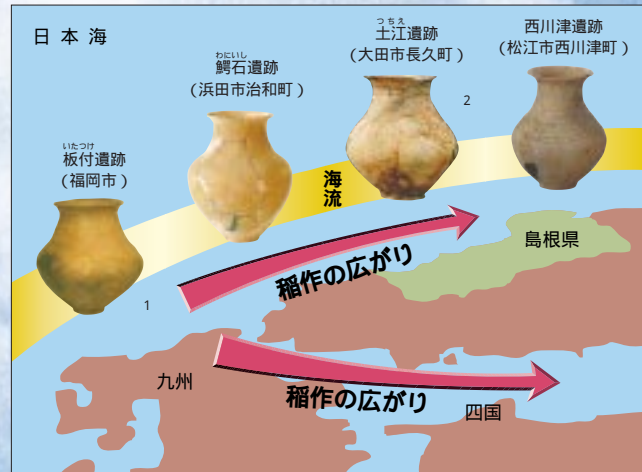 日本海
わにいし
鰐石遺跡
(浜田市治和町)
つちえ
土江遺跡
(大田市長久町)
2
西川津遺跡
(松江市西川津町)
いたつけ
板付遺跡
(福岡市)
1
海流
稲作の広がり
島根県
九州
稲作の広がり
四国